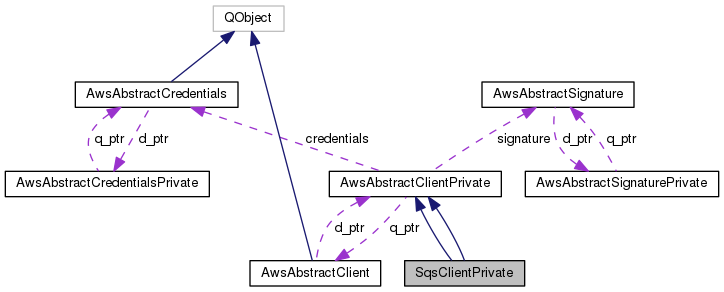 QObject
AwsAbstractCredentials
AwsAbstractSignature
q_ptr
d_ptr
credentials
signature
d_ptr
q_ptr
AwsAbstractCredentialsPrivate
AwsAbstractClientPrivate
AwsAbstractSignaturePrivate
d_ptr
q_ptr
AwsAbstractClient
SqsClientPrivate